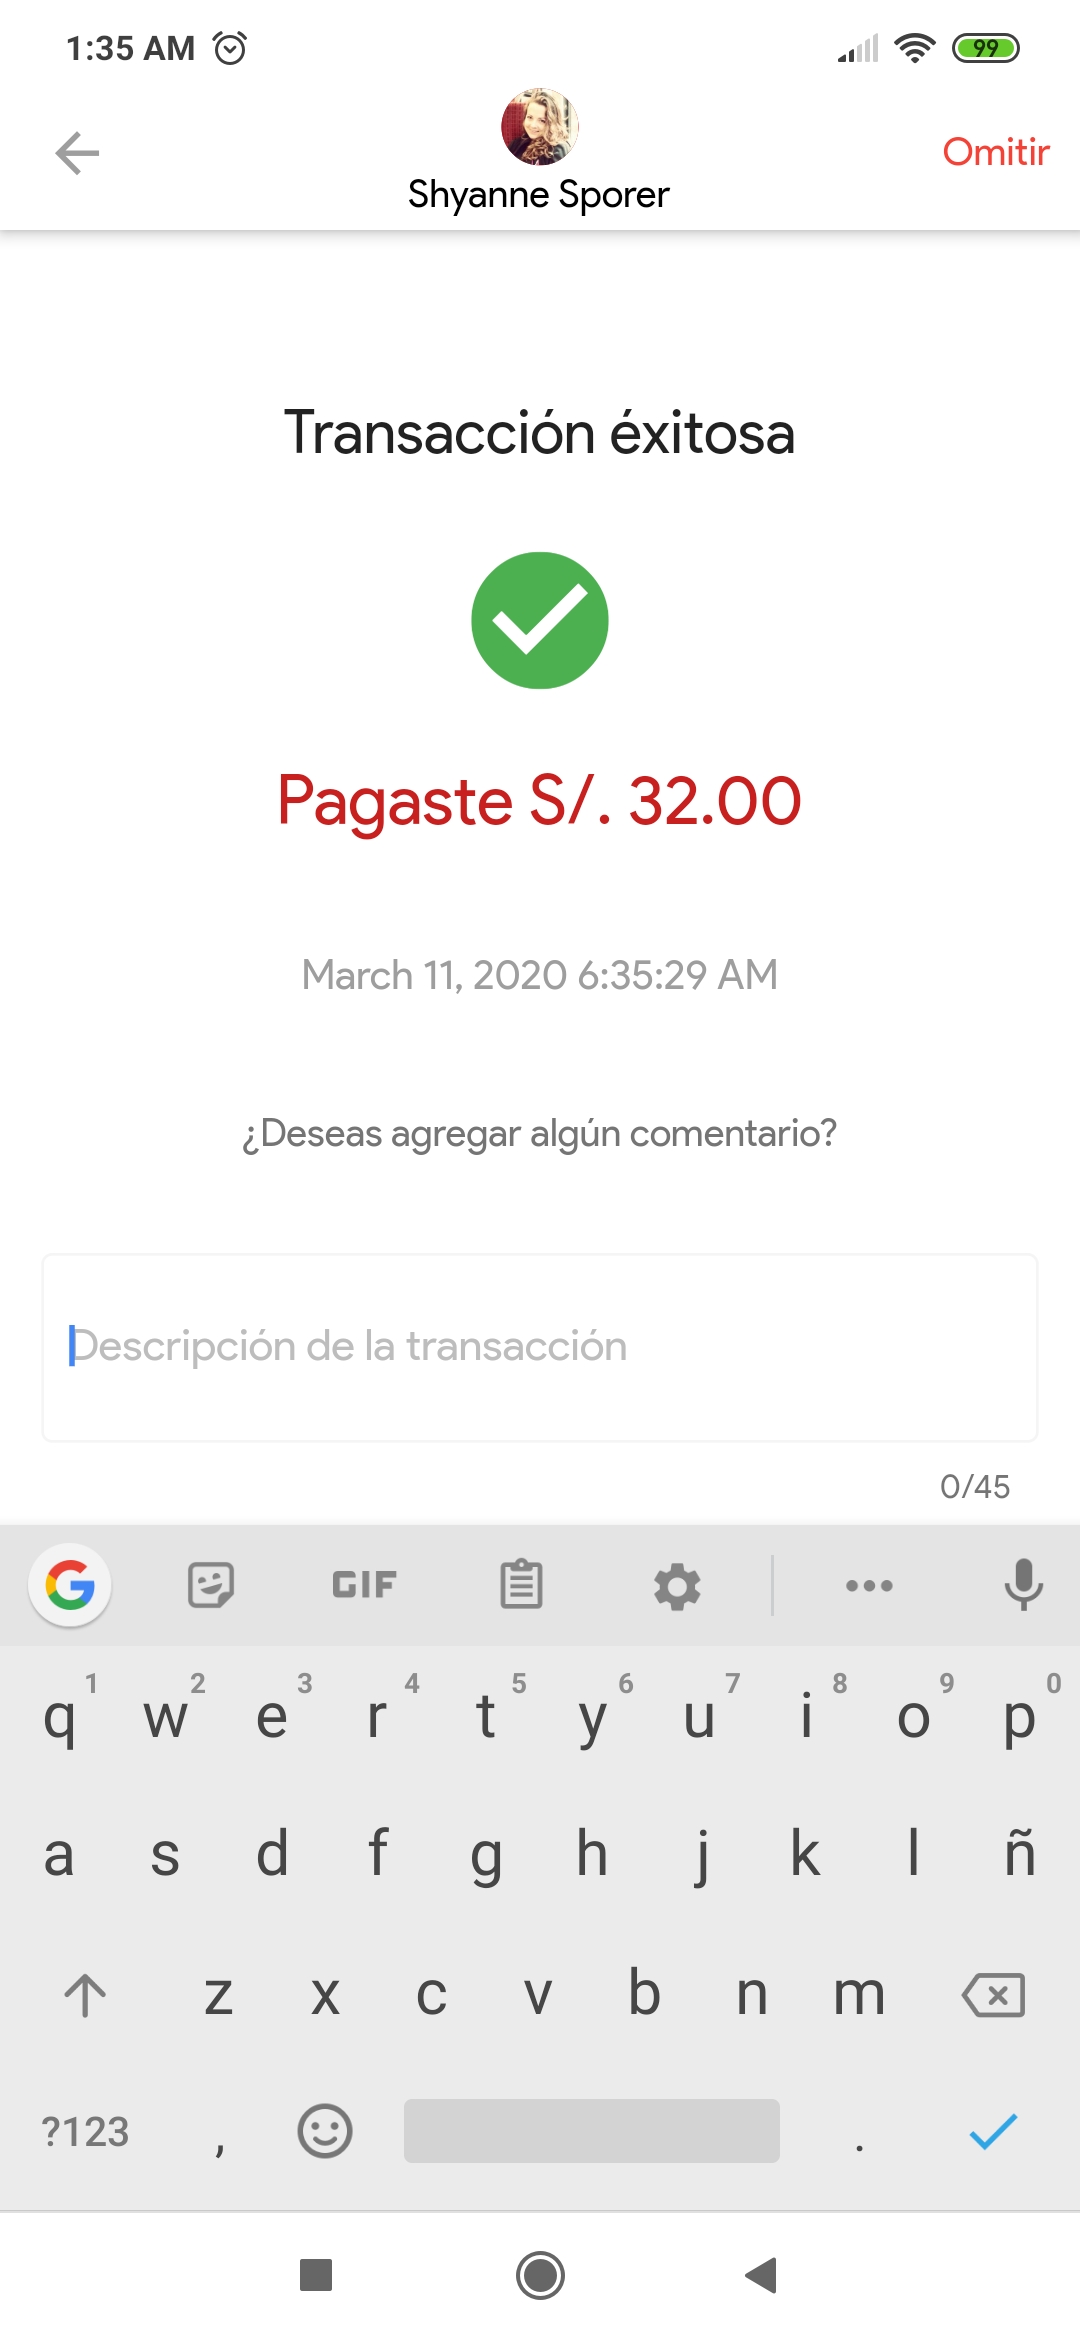 1:35 AM
99
Shyanne Sporer
Omitir
Transacción éxitosa
Pagaste S/. 32.00
March 11, 2020 6:35:29 AM
¿Deseas agregar algún comentario?
Descripción de la transacción
0/45
G GIF
1 2 3 4 5 6 7 8 9 0
q w e r t y u i o p
a s d f g h j k l ñ
z x c v b n m
?123 , .